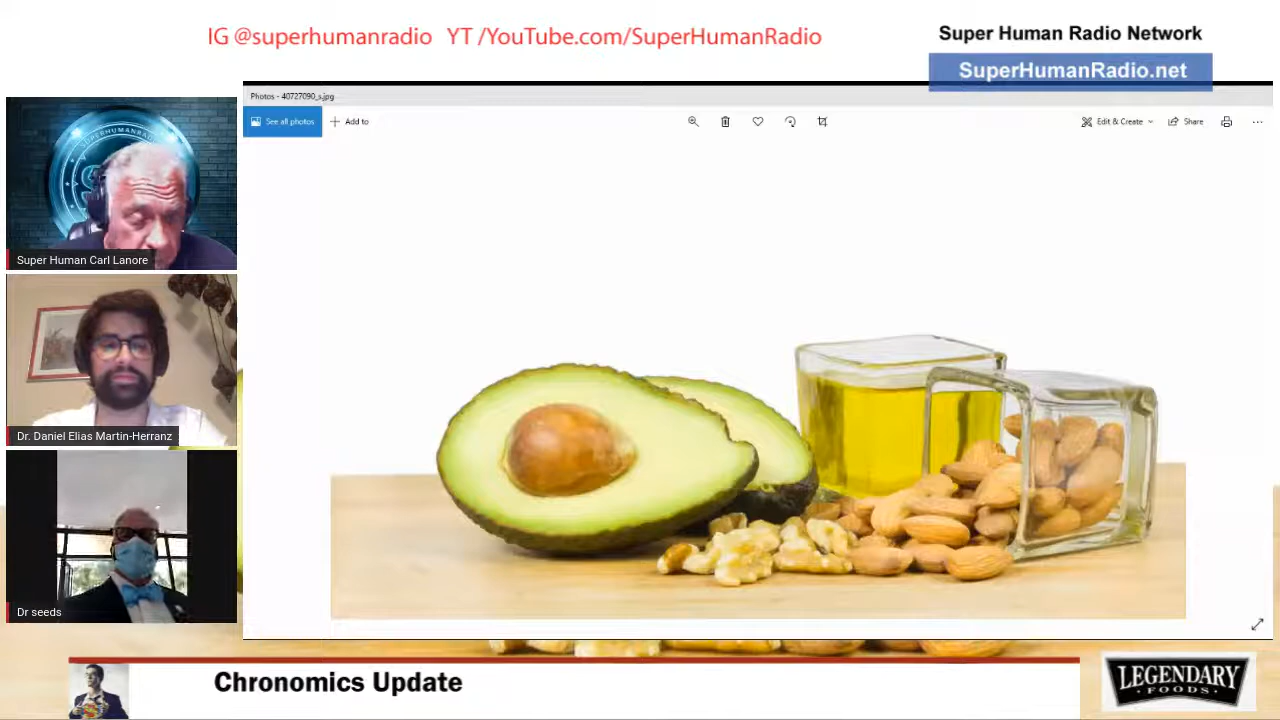 IG @superhumanradio YT /YouTube.com/SuperHumanRadio
Super Human Radio Network
SuperHumanRadio.net
Photos - 40727090_s.jpg
See all photos
Add to
Edit & Create
Share
Super Human Carl Lanore
Dr. Daniel Elias Martin-Herranz
Dr seeds
Chronomics Update
LEGENDARY
FOODS